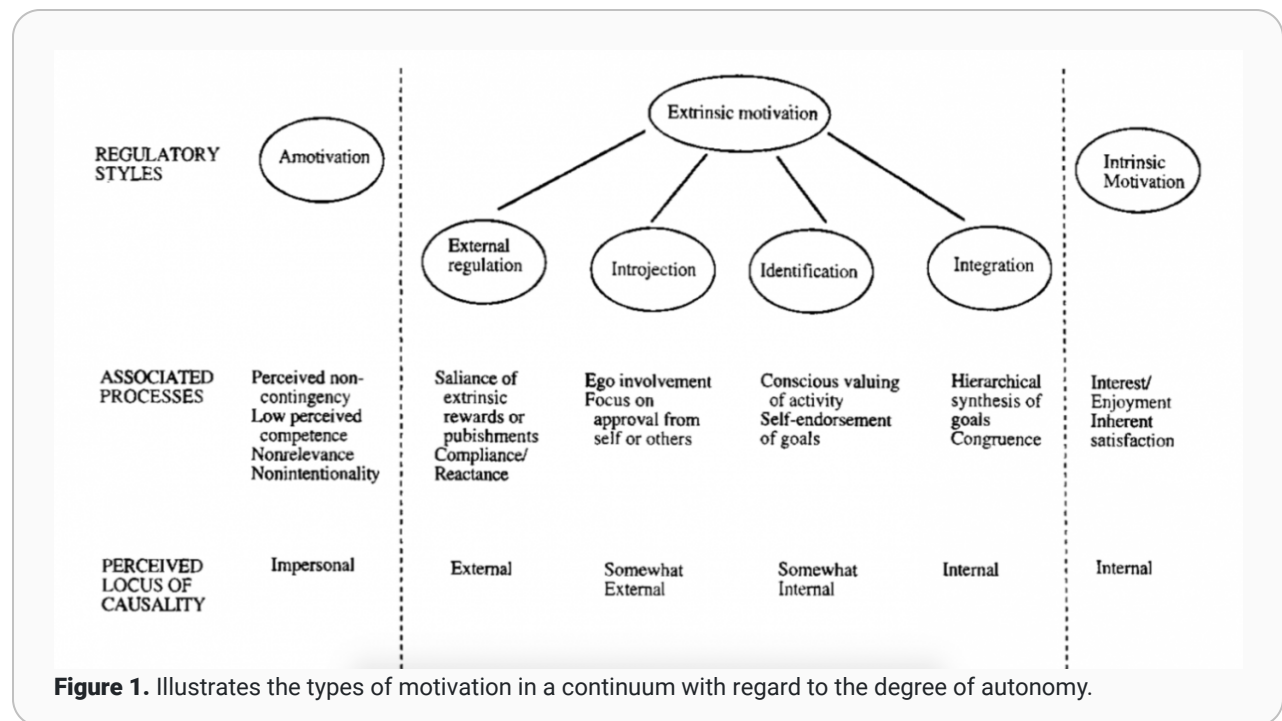 Extrinsic motivation
REGULATORY
STYLES
Amotivation
Intrinsic
Motivation
External
regulation
Introjection
Identification
Integration
ASSOCIATED
PROCESSES
Perceived non-
contingency
Low perceived
competence
Nonrelevance
Nonintentionality
Saliance of
extrinsic
rewards or
pubishments
Compliance/
Reactance
Ego involvement
Focus on
approval from
self or others
Conscious valuing
of activity
Self-endorsement
of goals
Hierarchical
synthesis of
goals
Congruence
Interest/
Enjoyment
Inherent
satisfaction
PERCEIVED
LOCUS OF
CAUSALITY
Impersonal
External
Somewhat
External
Somewhat
Internal
Internal
Internal
Figure 1. Illustrates the types of motivation in a continuum with regard to the degree of autonomy.